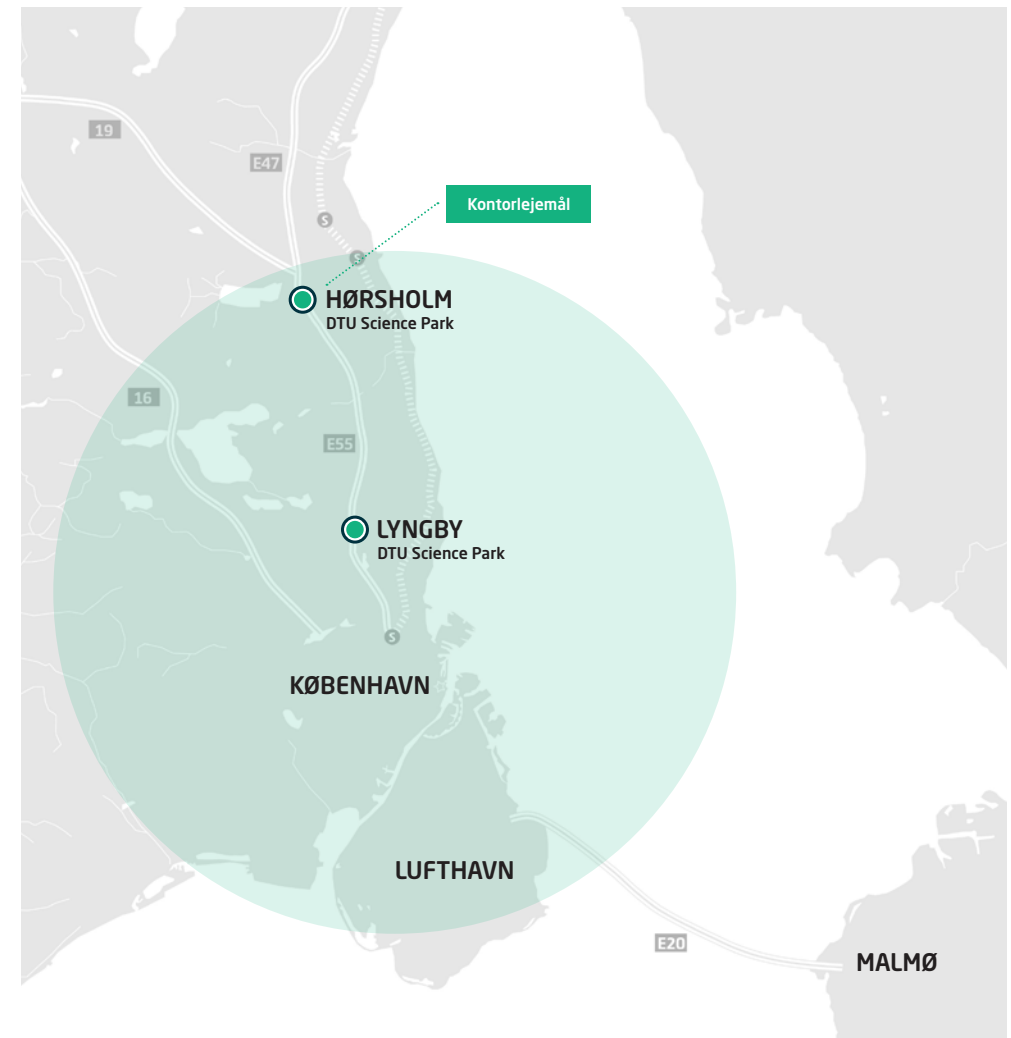 19
E47
Kontorlejemål
S
S
HØRSHOLM
DTU Science Park
16
E55
LYNGBY
DTU Science Park
S
KØBENHAVN
LUFTHAVN
E20
MALMØ